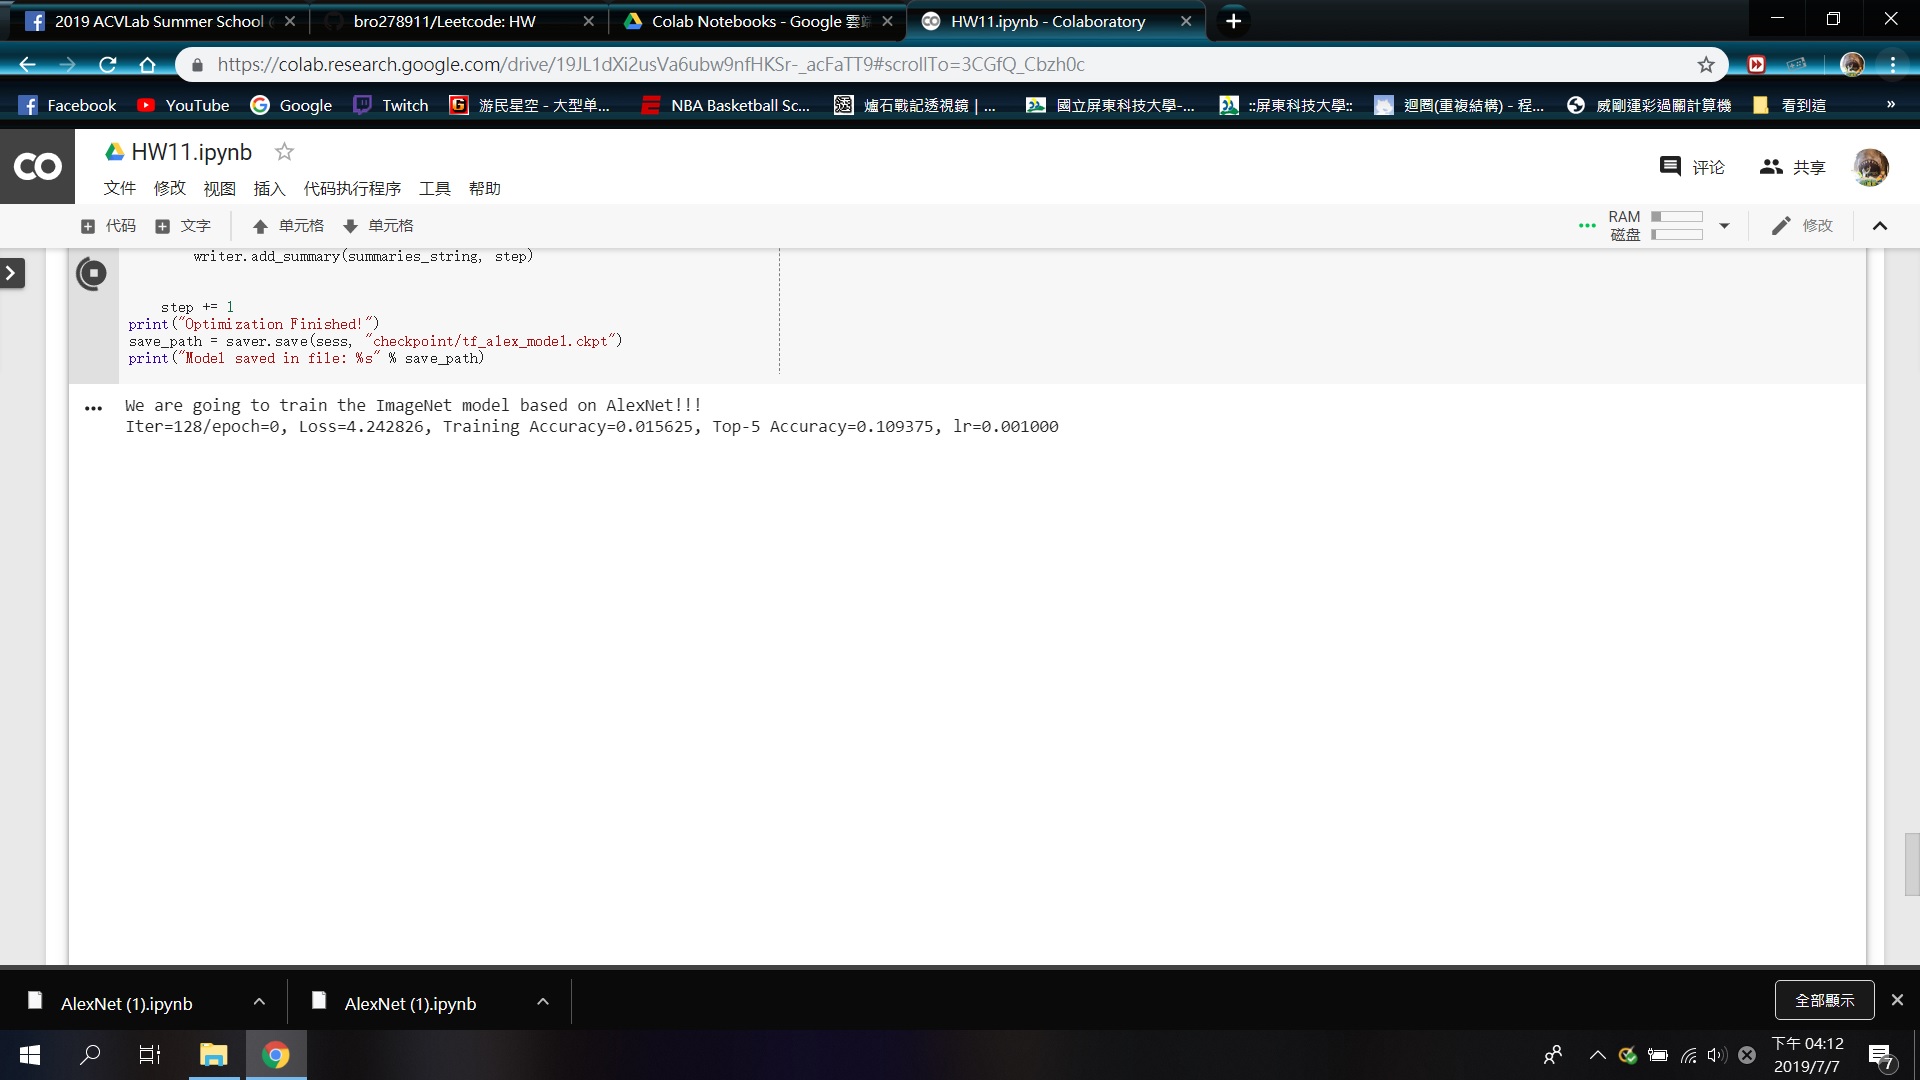 2019 ACVLab Summer School
bro278911/Leetcode: HW
Colab Notebooks - Google 雲端
HW11.ipynb - Colaboratory
https://colab.research.google.com/drive/19JL1dXi2usVa6ubw9nfHKSr-_acFaTT9#scrollTo=3CGfQ_Cbzh0c
Facebook
YouTube
Google
Twitch
游民星空 - 大型单...
NBA Basketball Sc...
爐石戰記透視鏡 | ...
國立屏東科技大學-...
::屏東科技大學::
迴圈(重複結構) - 程...
威剛運彩過關計算機
看到這
»
CO
HW11.ipynb
评论
共享
文件 修改 视图 插入 代码执行程序 工具 帮助
代码
文字
单元格
单元格
RAM
磁盘
修改
writer.add_summary(summaries_string, step)
step += 1
print("Optimization Finished!")
save_path = saver.save(sess, "checkpoint/tf_alex_model.ckpt")
print("Model saved in file: %s" % save_path)
We are going to train the ImageNet model based on AlexNet!!!
Iter=128/epoch=0, Loss=4.242826, Training Accuracy=0.015625, Top-5 Accuracy=0.109375, lr=0.001000
AlexNet (1).ipynb
AlexNet (1).ipynb
全部顯示
下午 04:12
2019/7/7
7